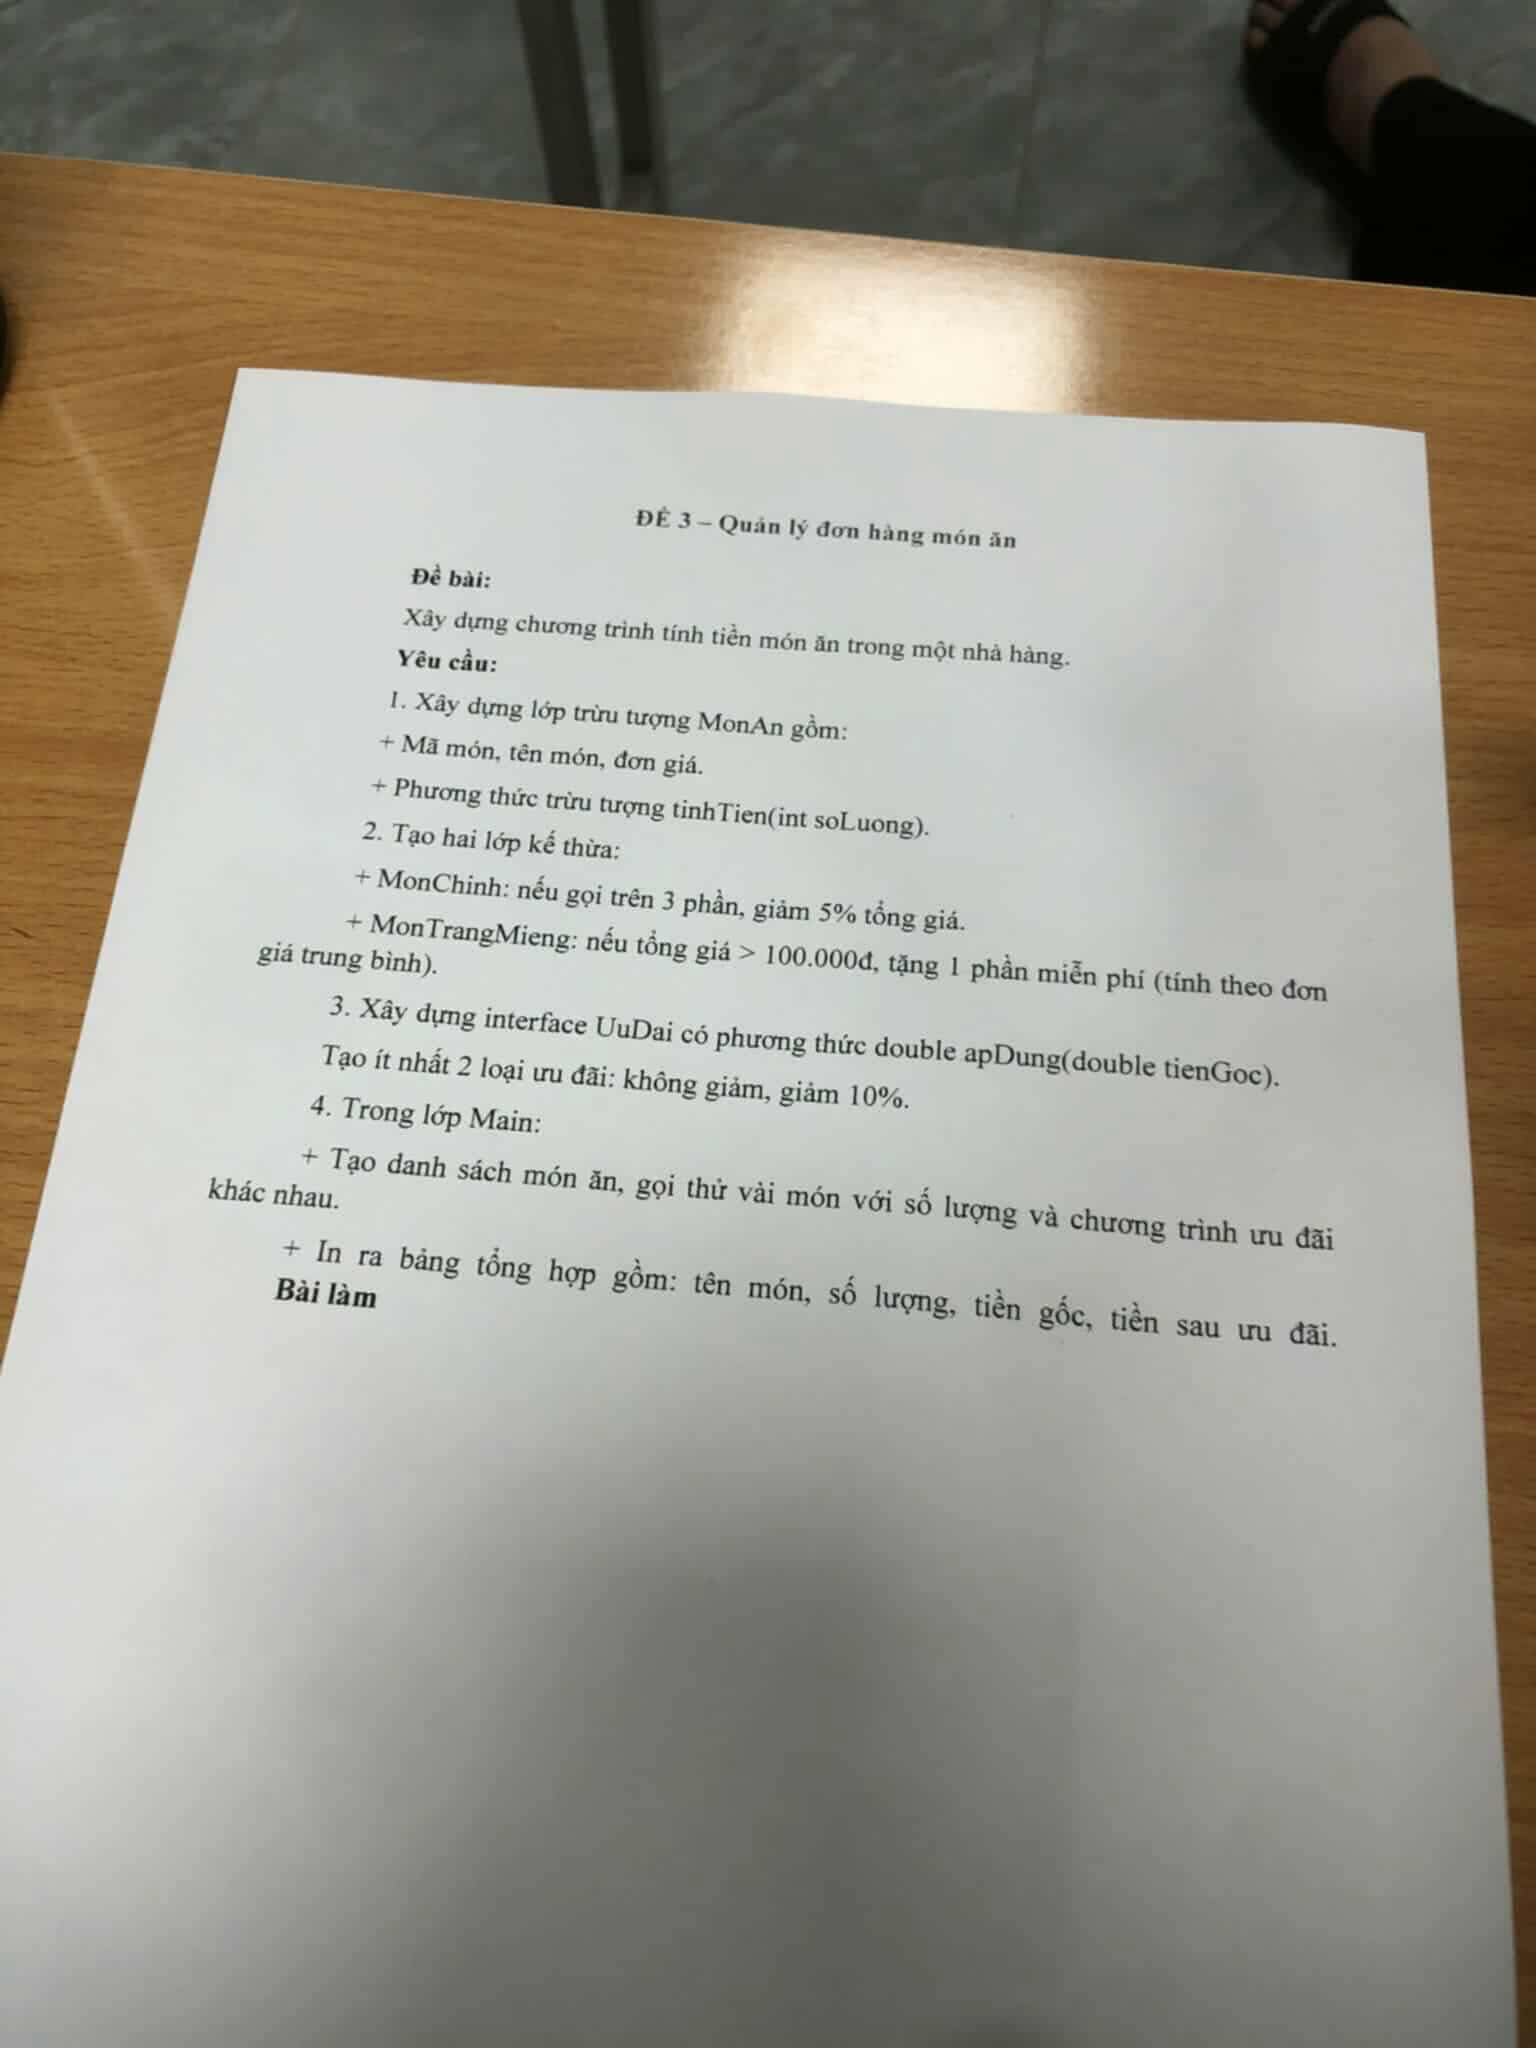 ĐỀ 3 – Quản lý đơn hàng món ăn
Đề bài:
Xây dựng chương trình tính tiền món ăn trong một nhà hàng.
Yêu cầu:
1. Xây dựng lớp trừu tượng MonAn gồm:
+ Mã món, tên món, đơn giá.
+ Phương thức trừu tượng tinhTien(int soLuong).
2. Tạo hai lớp kế thừa:
+ MonChinh: nếu gọi trên 3 phần, giảm 5% tổng giá.
+ MonTrangMieng: nếu tổng giá > 100.000đ, tặng 1 phần miễn phí (tính theo đơn
giá trung bình).
3. Xây dựng interface UuDai có phương thức double apDung(double tienGoc).
Tạo ít nhất 2 loại ưu đãi: không giảm, giảm 10%.
4. Trong lớp Main:
+ Tạo danh sách món ăn, gọi thử vài món với số lượng và chương trình ưu đãi
khác nhau.
+ In ra bảng tổng hợp gồm: tên món, số lượng, tiền gốc, tiền sau ưu đãi.
Bài làm